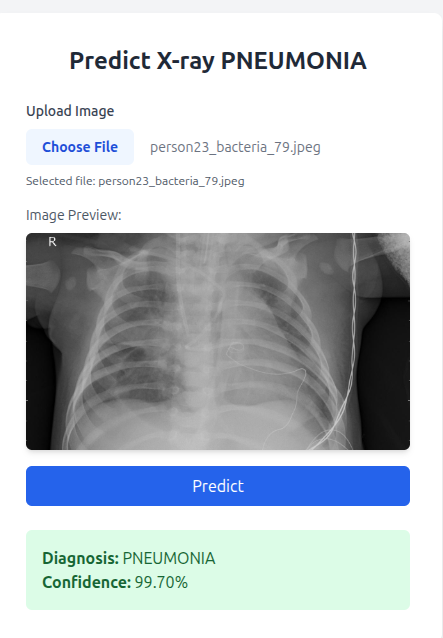 Predict X-ray PNEUMONIA
Upload Image
Choose File person23_bacteria_79.jpeg
Selected file: person23_bacteria_79.jpeg
Image Preview:
R
Predict
Diagnosis: PNEUMONIA
Confidence: 99.70%